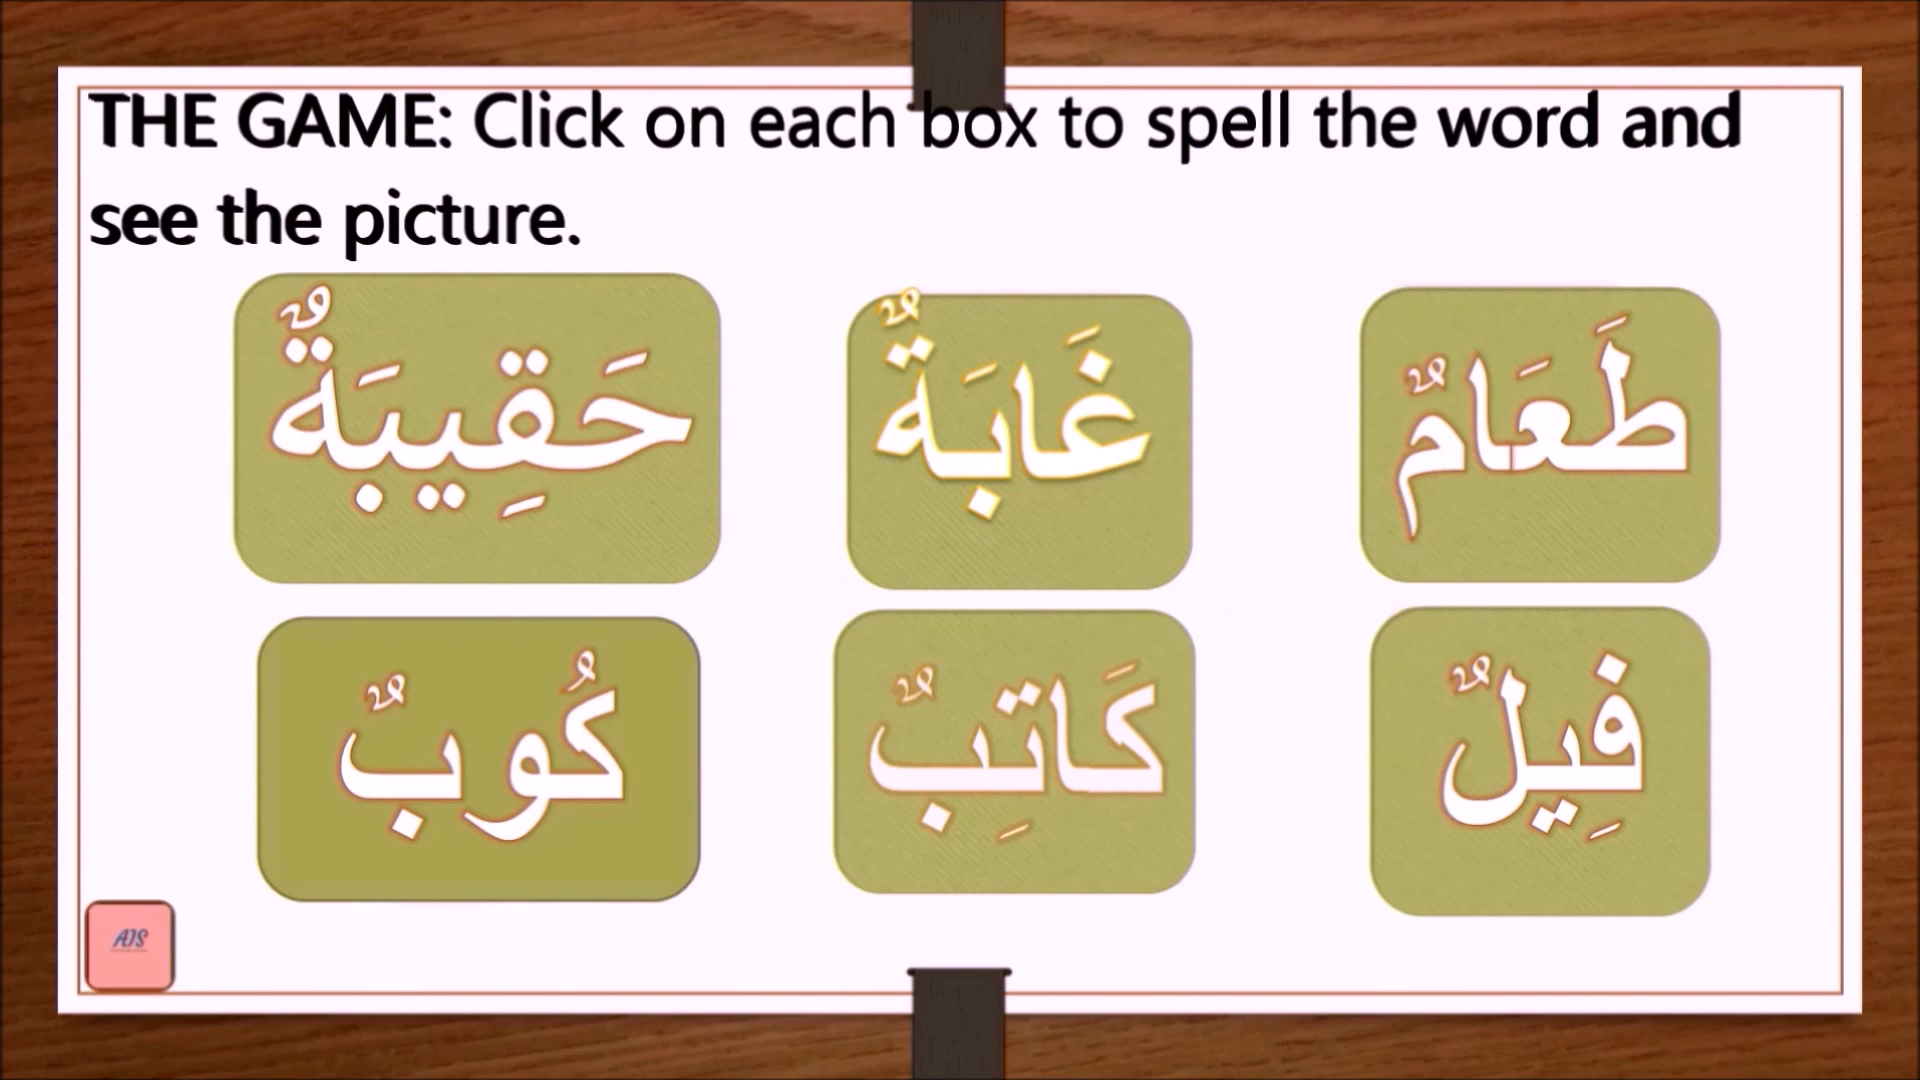 THE GAME: Click on each box to spell the word and
see the picture.
طَعَامٌ
غَابَةٌ
حَقِيبَةٌ
فِيلٌ
كَاتِبٌ
كُوبٌ
AJS